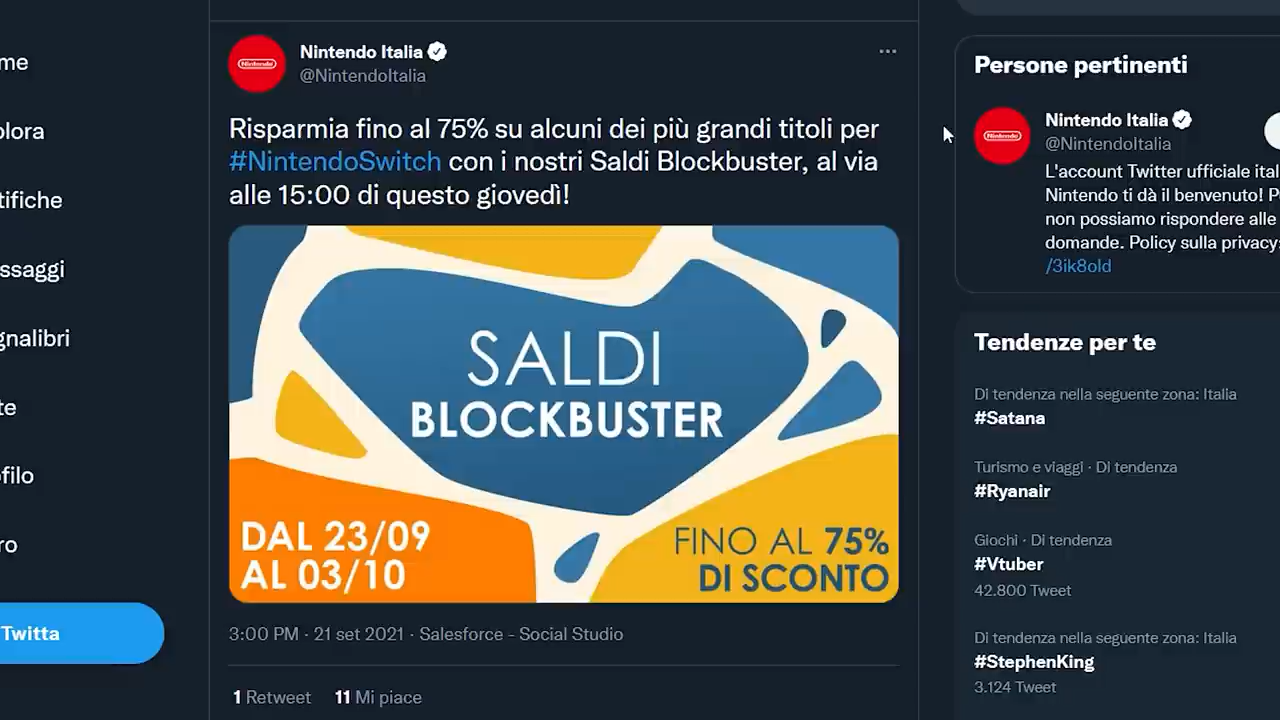 me
plora
tifiche
ssaggi
gnalibri
te
ofilo
ro
Twitta
Nintendo
Nintendo Italia
@NintendoItalia
Risparmia fino al 75% su alcuni dei più grandi titoli per
#NintendoSwitch con i nostri Saldi Blockbuster, al via
alle 15:00 di questo giovedì!
SALDI
BLOCKBUSTER
DAL 23/09
AL 03/10
FINO AL 75%
DI SCONTO
3:00 PM · 21 set 2021 · Salesforce - Social Studio
1 Retweet 11 Mi piace
Persone pertinenti
Nintendo
Nintendo Italia
@NintendoItalia
L'account Twitter ufficiale ital
Nintendo ti dà il benvenuto! P
non possiamo rispondere alle
domande. Policy sulla privacy:
/3ik8old
Tendenze per te
Di tendenza nella seguente zona: Italia
#Satana
Turismo e viaggi · Di tendenza
#Ryanair
Giochi · Di tendenza
#Vtuber
42.800 Tweet
Di tendenza nella seguente zona: Italia
#StephenKing
3.124 Tweet